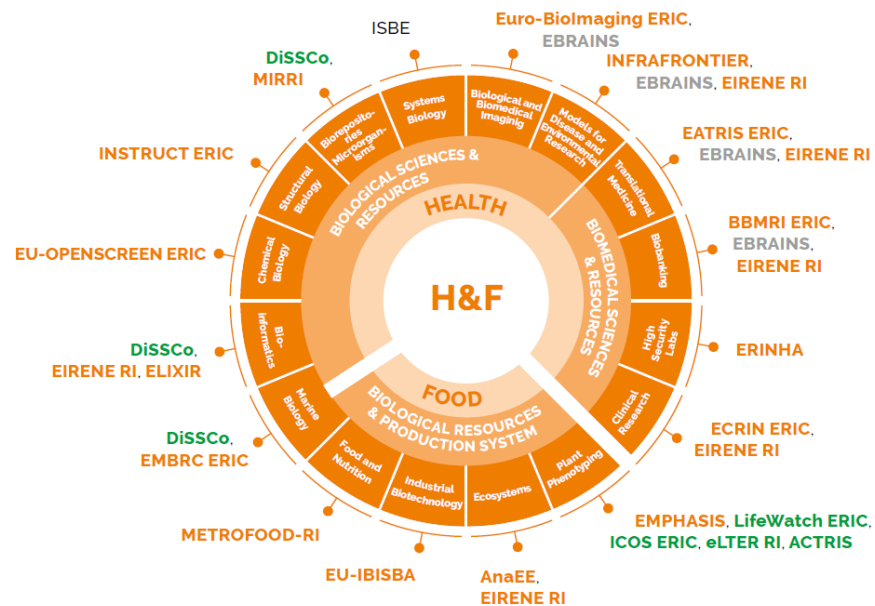 ISBE
Euro-BioImaging ERIC,
EBRAINS
DiSSCo,
MIRRI
INFRAFRONTIER,
EBRAINS, EIRENE RI
INSTRUCT ERIC
EATRIS ERIC,
EBRAINS, EIRENE RI
EU-OPENSCREEN ERIC
BBMRI ERIC,
EBRAINS,
EIRENE RI
DiSSCo,
EIRENE RI, ELIXIR
ERINHA
DiSSCo,
EMBRC ERIC
ECRIN ERIC,
EIRENE RI
METROFOOD-RI
EMPHASIS, LifeWatch ERIC,
ICOS ERIC, eLTER RI, ACTRIS
EU-IBISBA
AnaEE,
EIRENE RI
Systems
Biology
Biological and
Biomedical
Imaginig
Models for
Disease and
Environmental
Research
Translational
Medicine
Biobanking
High
Security
Labs
Clinical
Research
Plant
Phenotyping
Ecosystems
Industrial
Biotechnology
Food and
Nutrition
Marine
Biology
Bio-
informatics
Chemical
Biology
Structural
Biology
Bioreposito-
ries
Microorgan-
isms
BIOLOGICAL SCIENCES &
RESOURCES
HEALTH
BIOMEDICAL SCIENCES
& RESOURCES
H&F
FOOD
BIOLOGICAL RESOURCES
& PRODUCTION SYSTEM